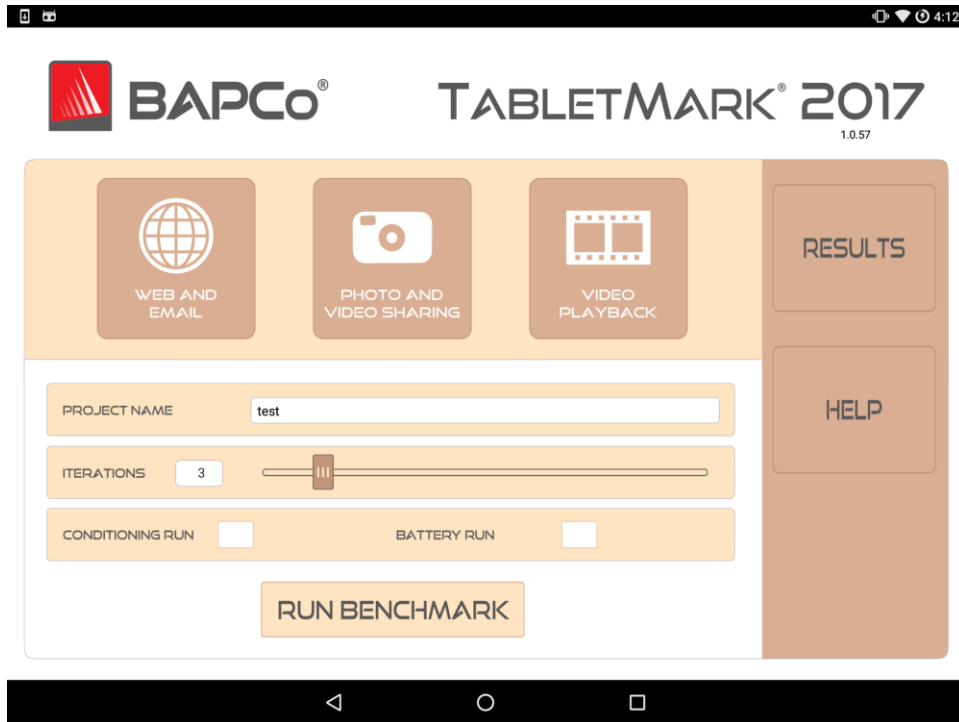 4:12
BAPCo®
TABLETMARK® 2017
1.0.57
WEB AND
EMAIL
PHOTO AND
VIDEO SHARING
VIDEO
PLAYBACK
RESULTS
HELP
PROJECT NAME test
ITERATIONS 3
CONDITIONING RUN BATTERY RUN
RUN BENCHMARK